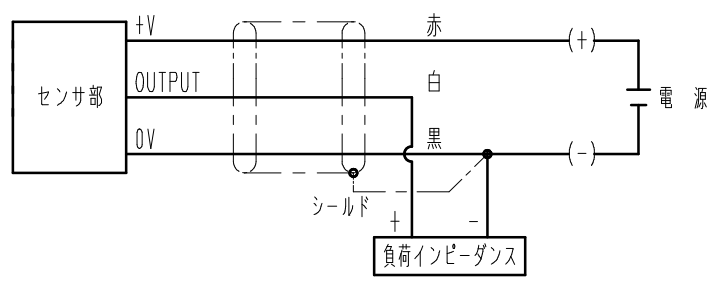 +V
赤
(+)
センサ部
OUTPUT
白
電 源
0V
黒
(-)
シールド
+
-
負荷インピーダンス